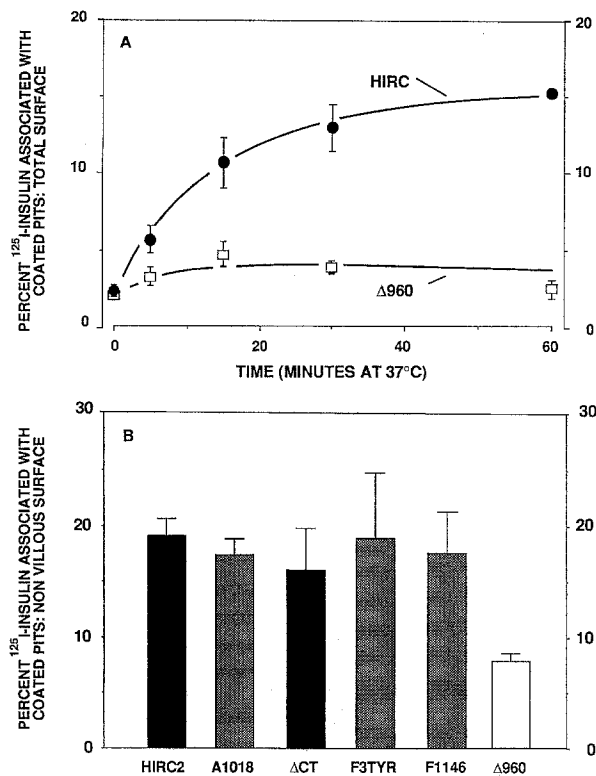 20
20
A
HIRC
10
10
Δ960
0
0
0
20
40
60
TIME (MINUTES AT 37°C)
PERCENT ¹²⁵I-INSULIN ASSOCIATED WITH
COATED PITS: TOTAL SURFACE
30
30
B
20
20
10
10
0
0
HIRC2
A1018
ΔCT
F3TYR
F1146
Δ960
PERCENT ¹²⁵I-INSULIN ASSOCIATED WITH
COATED PITS: NON VILLOUS SURFACE